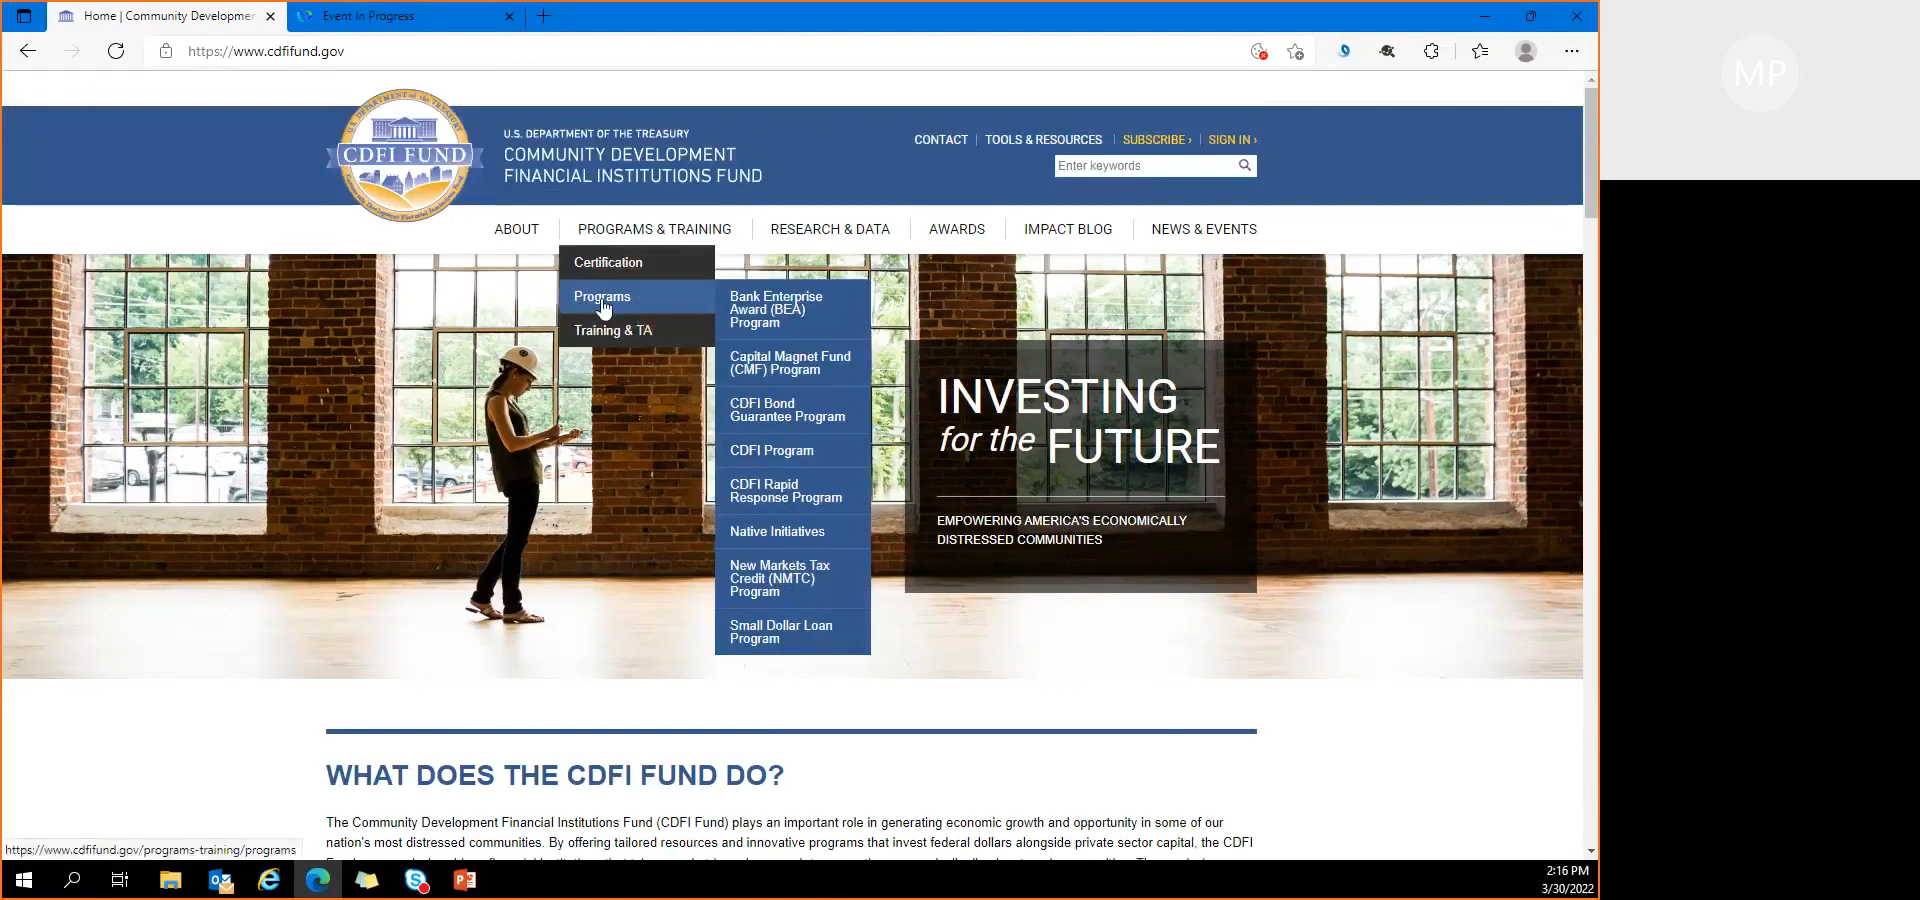 Home | Community Developmen
Event In Progress
https://www.cdfifund.gov
MP
CDFI FUND
U.S. DEPARTMENT OF THE TREASURY
COMMUNITY DEVELOPMENT
FINANCIAL INSTITUTIONS FUND
CONTACT
TOOLS & RESOURCES
SUBSCRIBE ›
SIGN IN ›
Enter keywords
ABOUT
PROGRAMS & TRAINING
RESEARCH & DATA
AWARDS
IMPACT BLOG
NEWS & EVENTS
Certification
Programs
Training & TA
Bank Enterprise
Award (BEA)
Program
Capital Magnet Fund
(CMF) Program
CDFI Bond
Guarantee Program
CDFI Program
CDFI Rapid
Response Program
Native Initiatives
New Markets Tax
Credit (NMTC)
Program
Small Dollar Loan
Program
INVESTING
for the FUTURE
EMPOWERING AMERICA'S ECONOMICALLY
DISTRESSED COMMUNITIES
WHAT DOES THE CDFI FUND DO?
The Community Development Financial Institutions Fund (CDFI Fund) plays an important role in generating economic growth and opportunity in some of our
nation's most distressed communities. By offering tailored resources and innovative programs that invest federal dollars alongside private sector capital, the CDFI
https://www.cdfifund.gov/programs-training/programs
2:16 PM
3/30/2022